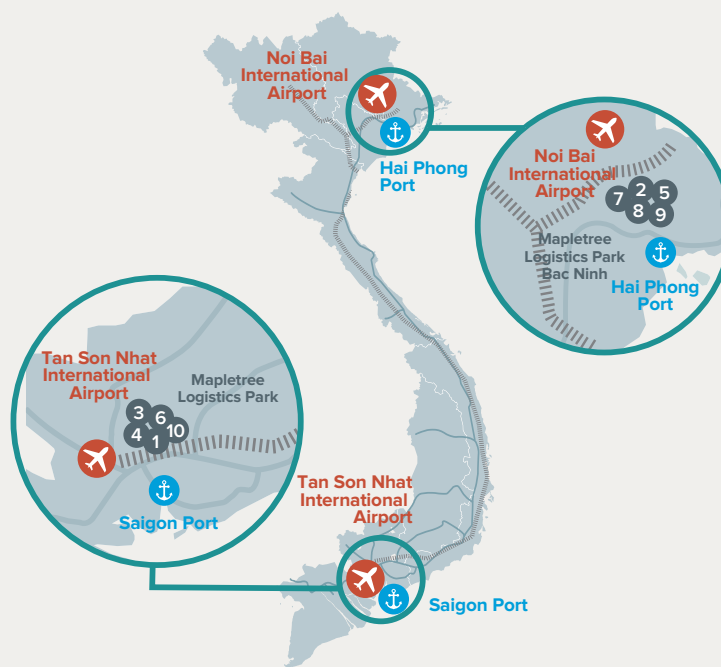 Noi Bai
International
Airport
Hai Phong
Port
Noi Bai
International
Airport
2
5
7
8
9
Mapletree
Logistics Park
Bac Ninh
Hai Phong
Port
Tan Son Nhat
International
Airport
Mapletree
Logistics Park
3
6
4
1
10
Saigon Port
Tan Son Nhat
International
Airport
Saigon Port